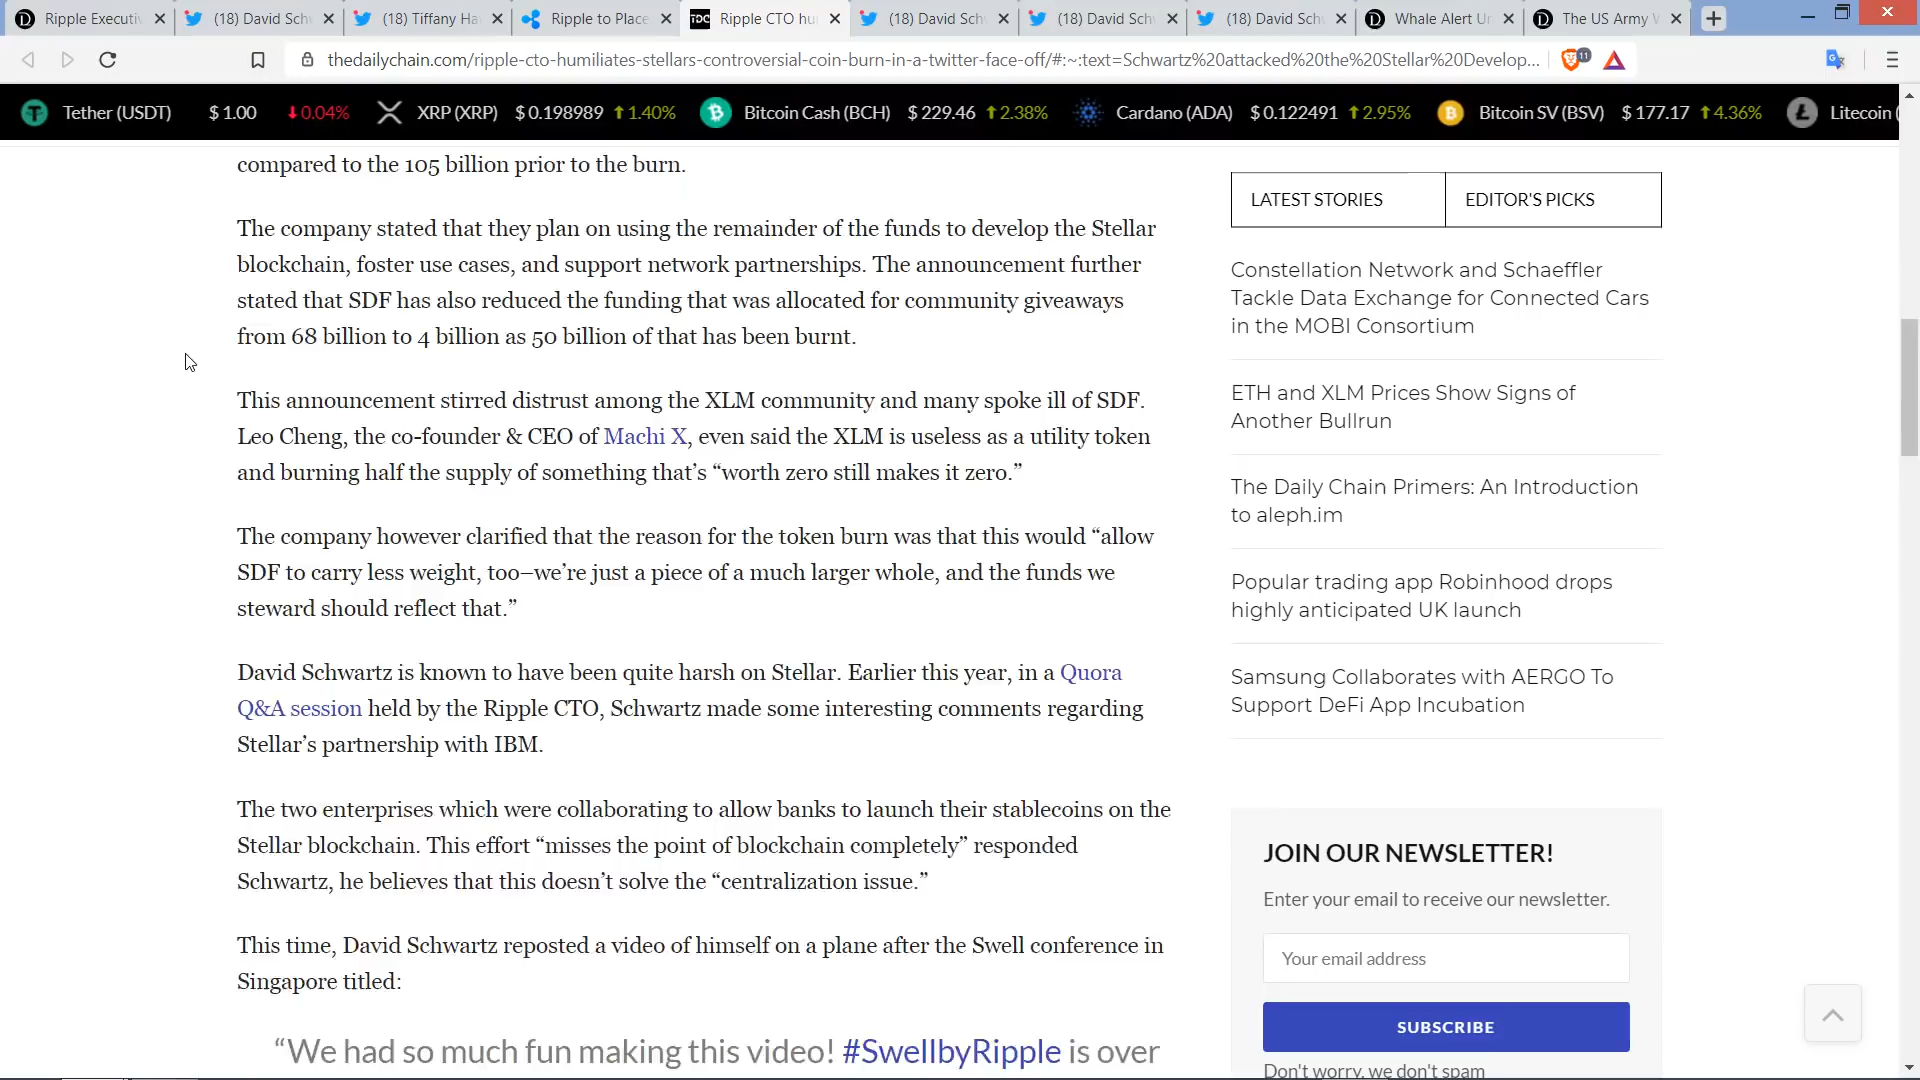 Ripple Executiv
(18) David Sch
(18) Tiffany Ha
Ripple to Place
TDC
Ripple CTO hu
(18) David Sch
(18) David Sch
(18) David Sch
Whale Alert U
The US Army
thedailychain.com/ripple-cto-humiliates-stellars-controversial-coin-burn-in-a-twitter-face-off/#:~:text=Schwartz%20attacked%20the%20Stellar%20Develop...
11
Tether (USDT) $ 1.00 0.04% XRP (XRP) $ 0.198989 1.40% Bitcoin Cash (BCH) $ 229.46 2.38% Cardano (ADA) $ 0.122491 2.95% Bitcoin SV (BSV) $ 177.17 4.36% Litecoin (
compared to the 105 billion prior to the burn.
The company stated that they plan on using the remainder of the funds to develop the Stellar
blockchain, foster use cases, and support network partnerships. The announcement further
stated that SDF has also reduced the funding that was allocated for community giveaways
from 68 billion to 4 billion as 50 billion of that has been burnt.
This announcement stirred distrust among the XLM community and many spoke ill of SDF.
Leo Cheng, the co-founder & CEO of Machi X, even said the XLM is useless as a utility token
and burning half the supply of something that's “worth zero still makes it zero.”
The company however clarified that the reason for the token burn was that this would “allow
SDF to carry less weight, too–we’re just a piece of a much larger whole, and the funds we
steward should reflect that.”
David Schwartz is known to have been quite harsh on Stellar. Earlier this year, in a Quora
Q&A session held by the Ripple CTO, Schwartz made some interesting comments regarding
Stellar’s partnership with IBM.
The two enterprises which were collaborating to allow banks to launch their stablecoins on the
Stellar blockchain. This effort “misses the point of blockchain completely” responded
Schwartz, he believes that this doesn’t solve the “centralization issue.”
This time, David Schwartz reposted a video of himself on a plane after the Swell conference in
Singapore titled:
“We had so much fun making this video! #SwellbyRipple is over
LATEST STORIES
EDITOR'S PICKS
Constellation Network and Schaeffler
Tackle Data Exchange for Connected Cars
in the MOBI Consortium
ETH and XLM Prices Show Signs of
Another Bullrun
The Daily Chain Primers: An Introduction
to aleph.im
Popular trading app Robinhood drops
highly anticipated UK launch
Samsung Collaborates with AERGO To
Support DeFi App Incubation
JOIN OUR NEWSLETTER!
Enter your email to receive our newsletter.
Your email address
SUBSCRIBE
Don't worry, we don't spam